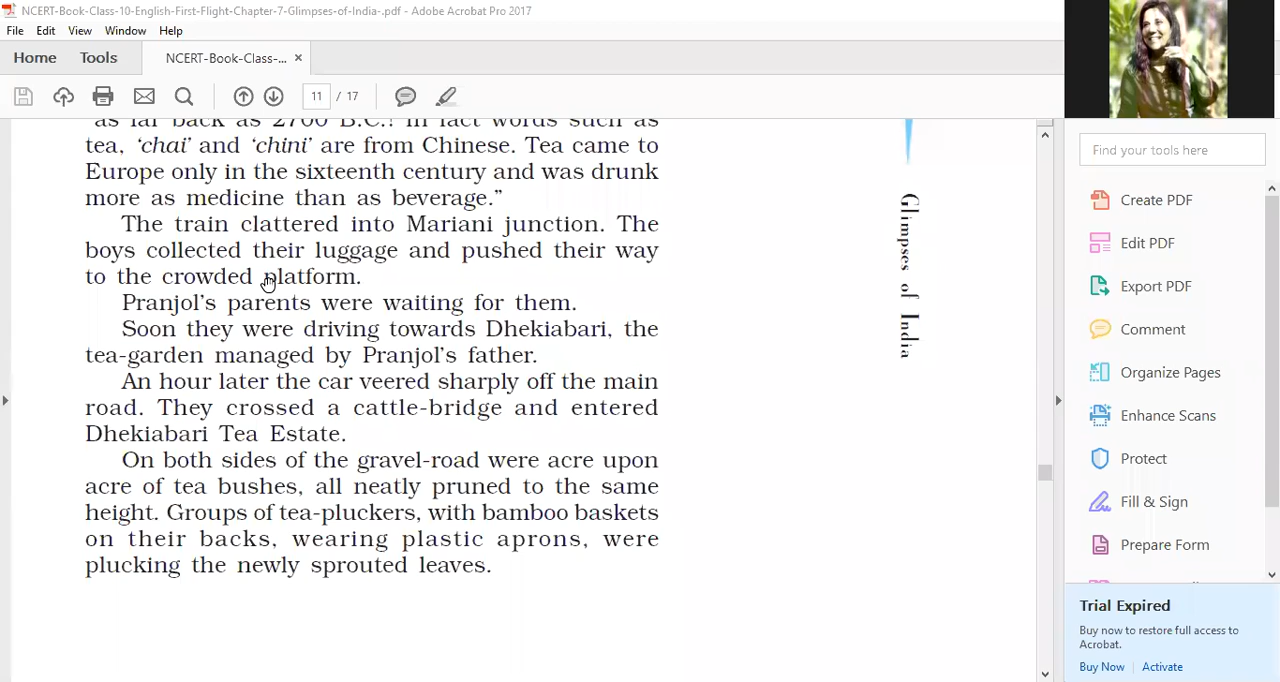 NCERT-Book-Class-10-English-First-Flight-Chapter-7-Glimpses-of-India-.pdf - Adobe Acrobat Pro 2017
File Edit View Window Help
Home Tools NCERT-Book-Class-... ×
11 / 17
"as far back as 2700 B.C.! In fact words such as
tea, ‘chai’ and ‘chini’ are from Chinese. Tea came to
Europe only in the sixteenth century and was drunk
more as medicine than as beverage.”
The train clattered into Mariani junction. The
boys collected their luggage and pushed their way
to the crowded platform.
Pranjol’s parents were waiting for them.
Soon they were driving towards Dhekiabari, the
tea-garden managed by Pranjol’s father.
An hour later the car veered sharply off the main
road. They crossed a cattle-bridge and entered
Dhekiabari Tea Estate.
On both sides of the gravel-road were acre upon
acre of tea bushes, all neatly pruned to the same
height. Groups of tea-pluckers, with bamboo baskets
on their backs, wearing plastic aprons, were
plucking the newly sprouted leaves.
Glimpses of India
Find your tools here
Create PDF
Edit PDF
Export PDF
Comment
Organize Pages
Enhance Scans
Protect
Fill & Sign
Prepare Form
Trial Expired
Buy now to restore full access to
Acrobat.
Buy Now Activate